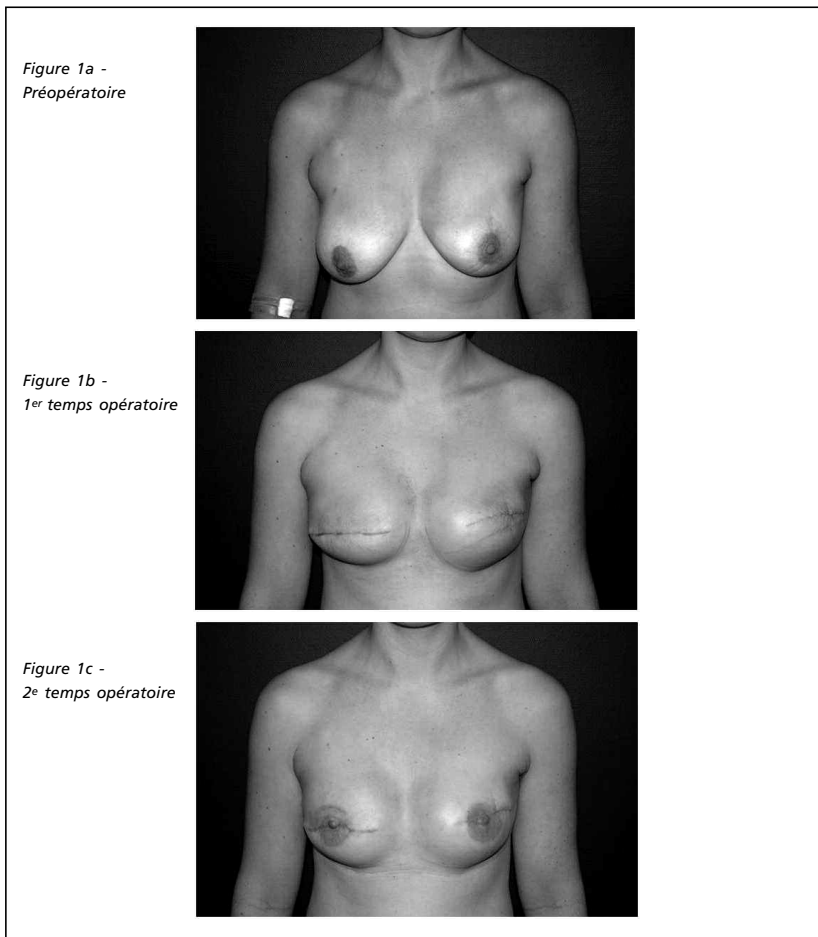 Figure 1a -
Préopératoire
Figure 1b -
1er temps opératoire
Figure 1c -
2e temps opératoire